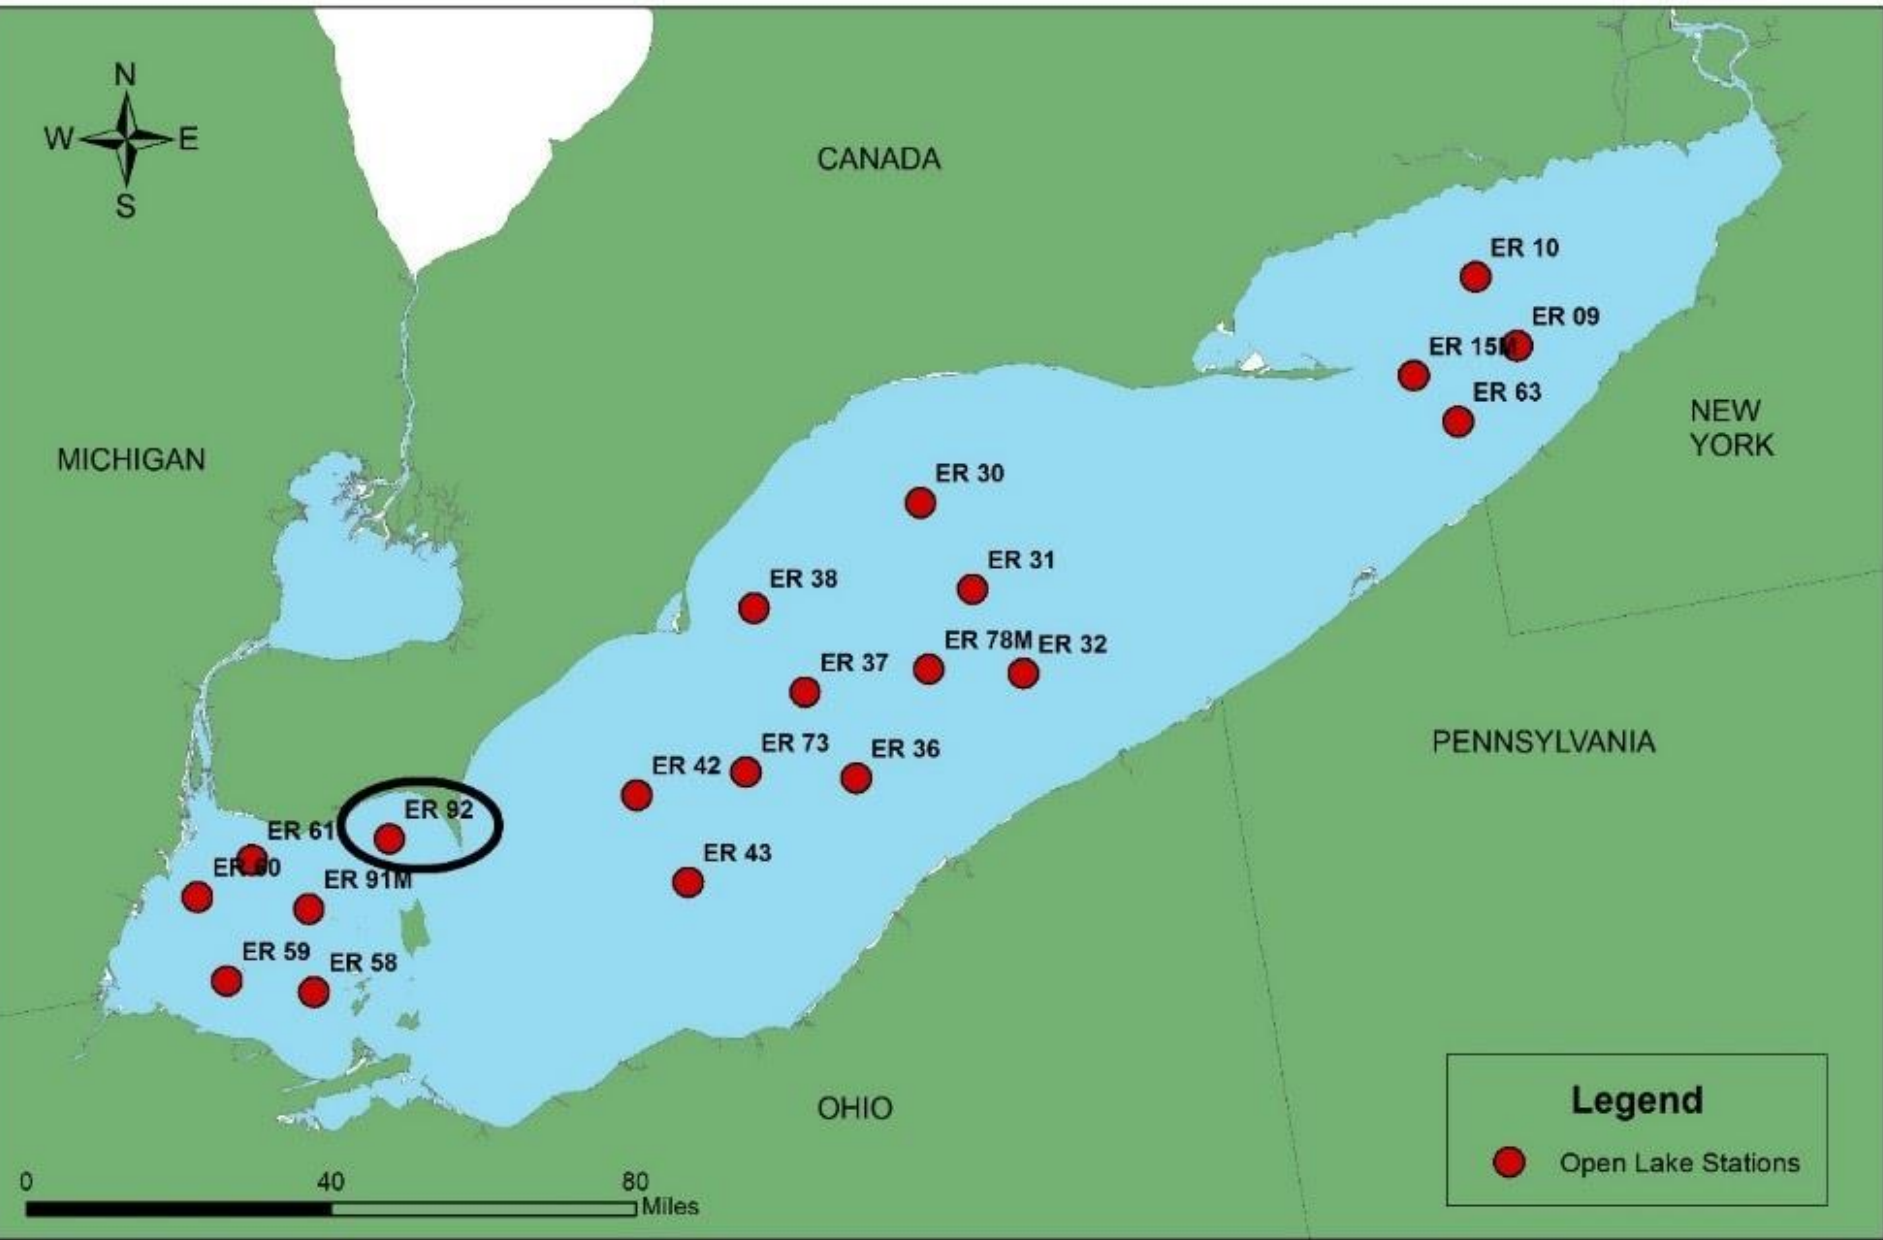 N
W E
S
CANADA
MICHIGAN
NEW
YORK
PENNSYLVANIA
OHIO
ER 10
ER 09
ER 15M
ER 63
ER 30
ER 31
ER 38
ER 78M
ER 32
ER 37
ER 73
ER 36
ER 42
ER 43
ER 92
ER 61
ER 60
ER 91M
ER 59
ER 58
Legend
Open Lake Stations
0 40 80
Miles